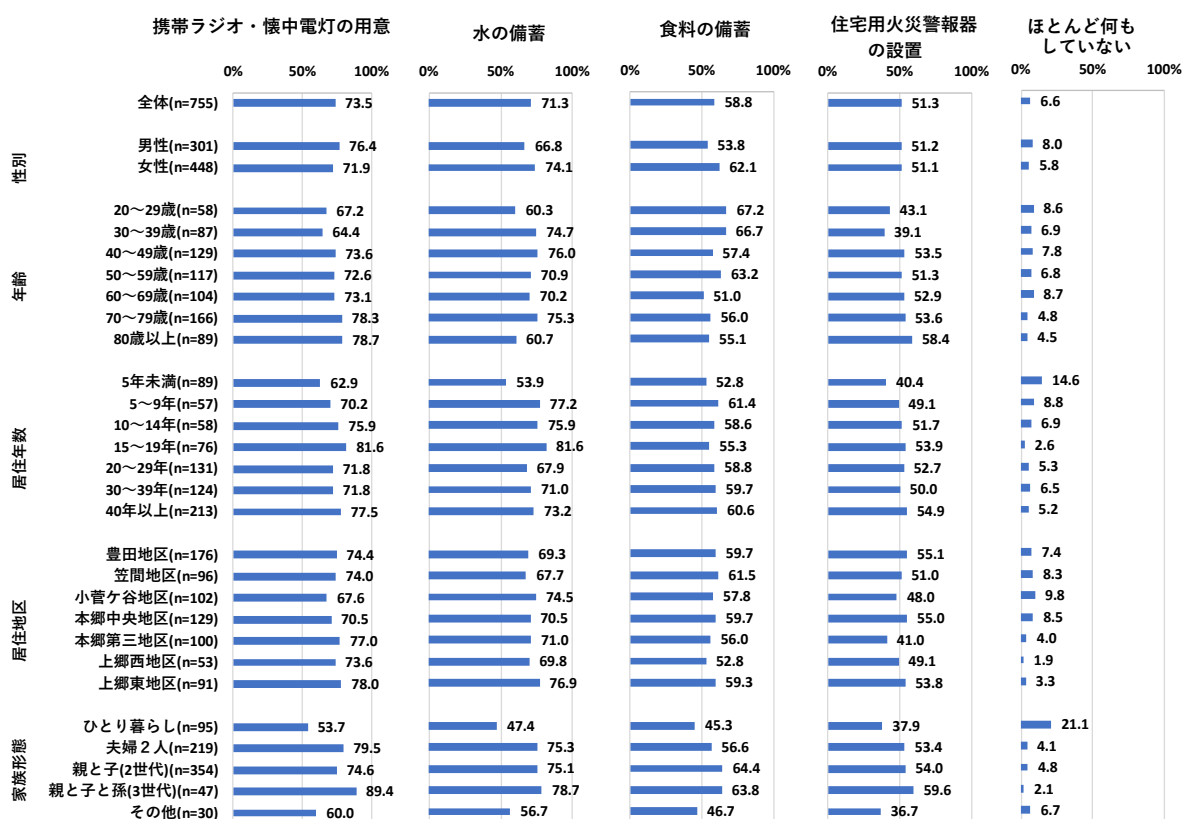 携帯ラジオ・懐中電灯の用意 水の備蓄 食料の備蓄 住宅用火災警報器 ほとんど何も
の設置 していない
0% 50% 100% 0% 50% 100% 0% 50% 100% 0% 50% 100% 0% 50% 100%
全体(n=755) 73.5 71.3 58.8 51.3 6.6
性別
男性(n=301) 76.4 66.8 53.8 51.2 8.0
女性(n=448) 71.9 74.1 62.1 51.1 5.8
年齢
20～29歳(n=58) 67.2 60.3 67.2 43.1 8.6
30～39歳(n=87) 64.4 74.7 66.7 39.1 6.9
40～49歳(n=129) 73.6 76.0 57.4 53.5 7.8
50～59歳(n=117) 72.6 70.9 63.2 51.3 6.8
60～69歳(n=104) 73.1 70.2 51.0 52.9 8.7
70～79歳(n=166) 78.3 75.3 56.0 53.6 4.8
80歳以上(n=89) 78.7 60.7 55.1 58.4 4.5
居住年数
5年未満(n=89) 62.9 53.9 52.8 40.4 14.6
5～9年(n=57) 70.2 77.2 61.4 49.1 8.8
10～14年(n=58) 75.9 75.9 58.6 51.7 6.9
15～19年(n=76) 81.6 81.6 55.3 53.9 2.6
20～29年(n=131) 71.8 67.9 58.8 52.7 5.3
30～39年(n=124) 71.8 71.0 59.7 50.0 6.5
40年以上(n=213) 77.5 73.2 60.6 54.9 5.2
居住地区
豊田地区(n=176) 74.4 69.3 59.7 55.1 7.4
笠間地区(n=96) 74.0 67.7 61.5 51.0 8.3
小菅ケ谷地区(n=102) 67.6 74.5 57.8 48.0 9.8
本郷中央地区(n=129) 70.5 70.5 59.7 55.0 8.5
本郷第三地区(n=100) 77.0 71.0 56.0 41.0 4.0
上郷西地区(n=53) 73.6 69.8 52.8 49.1 1.9
上郷東地区(n=91) 78.0 76.9 59.3 53.8 3.3
家族形態
ひとり暮らし(n=95) 53.7 47.4 45.3 37.9 21.1
夫婦２人(n=219) 79.5 75.3 56.6 53.4 4.1
親と子(2世代)(n=354) 74.6 75.1 64.4 54.0 4.8
親と子と孫(3世代)(n=47) 89.4 78.7 63.8 59.6 2.1
その他(n=30) 60.0 56.7 46.7 36.7 6.7